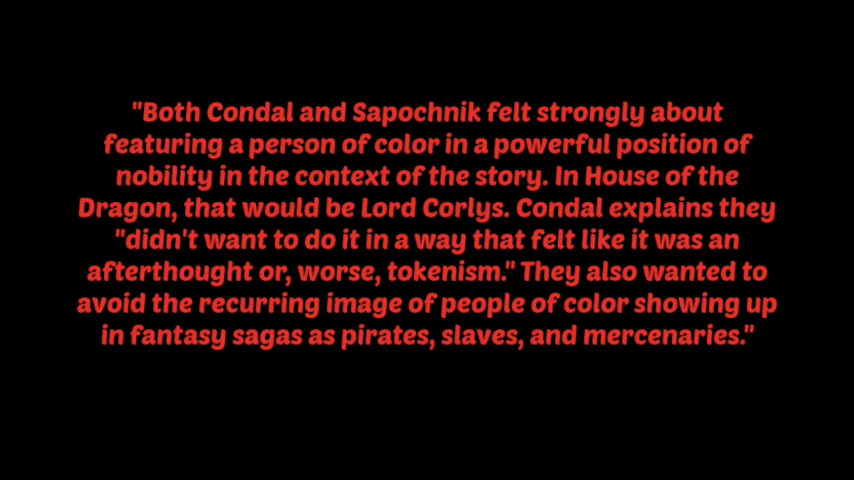 "Both Condal and Sapochnik felt strongly about
featuring a person of color in a powerful position of
nobility in the context of the story. In House of the
Dragon, that would be Lord Corlys. Condal explains they
"didn't want to do it in a way that felt like it was an
afterthought or, worse, tokenism." They also wanted to
avoid the recurring image of people of color showing up
in fantasy sagas as pirates, slaves, and mercenaries."